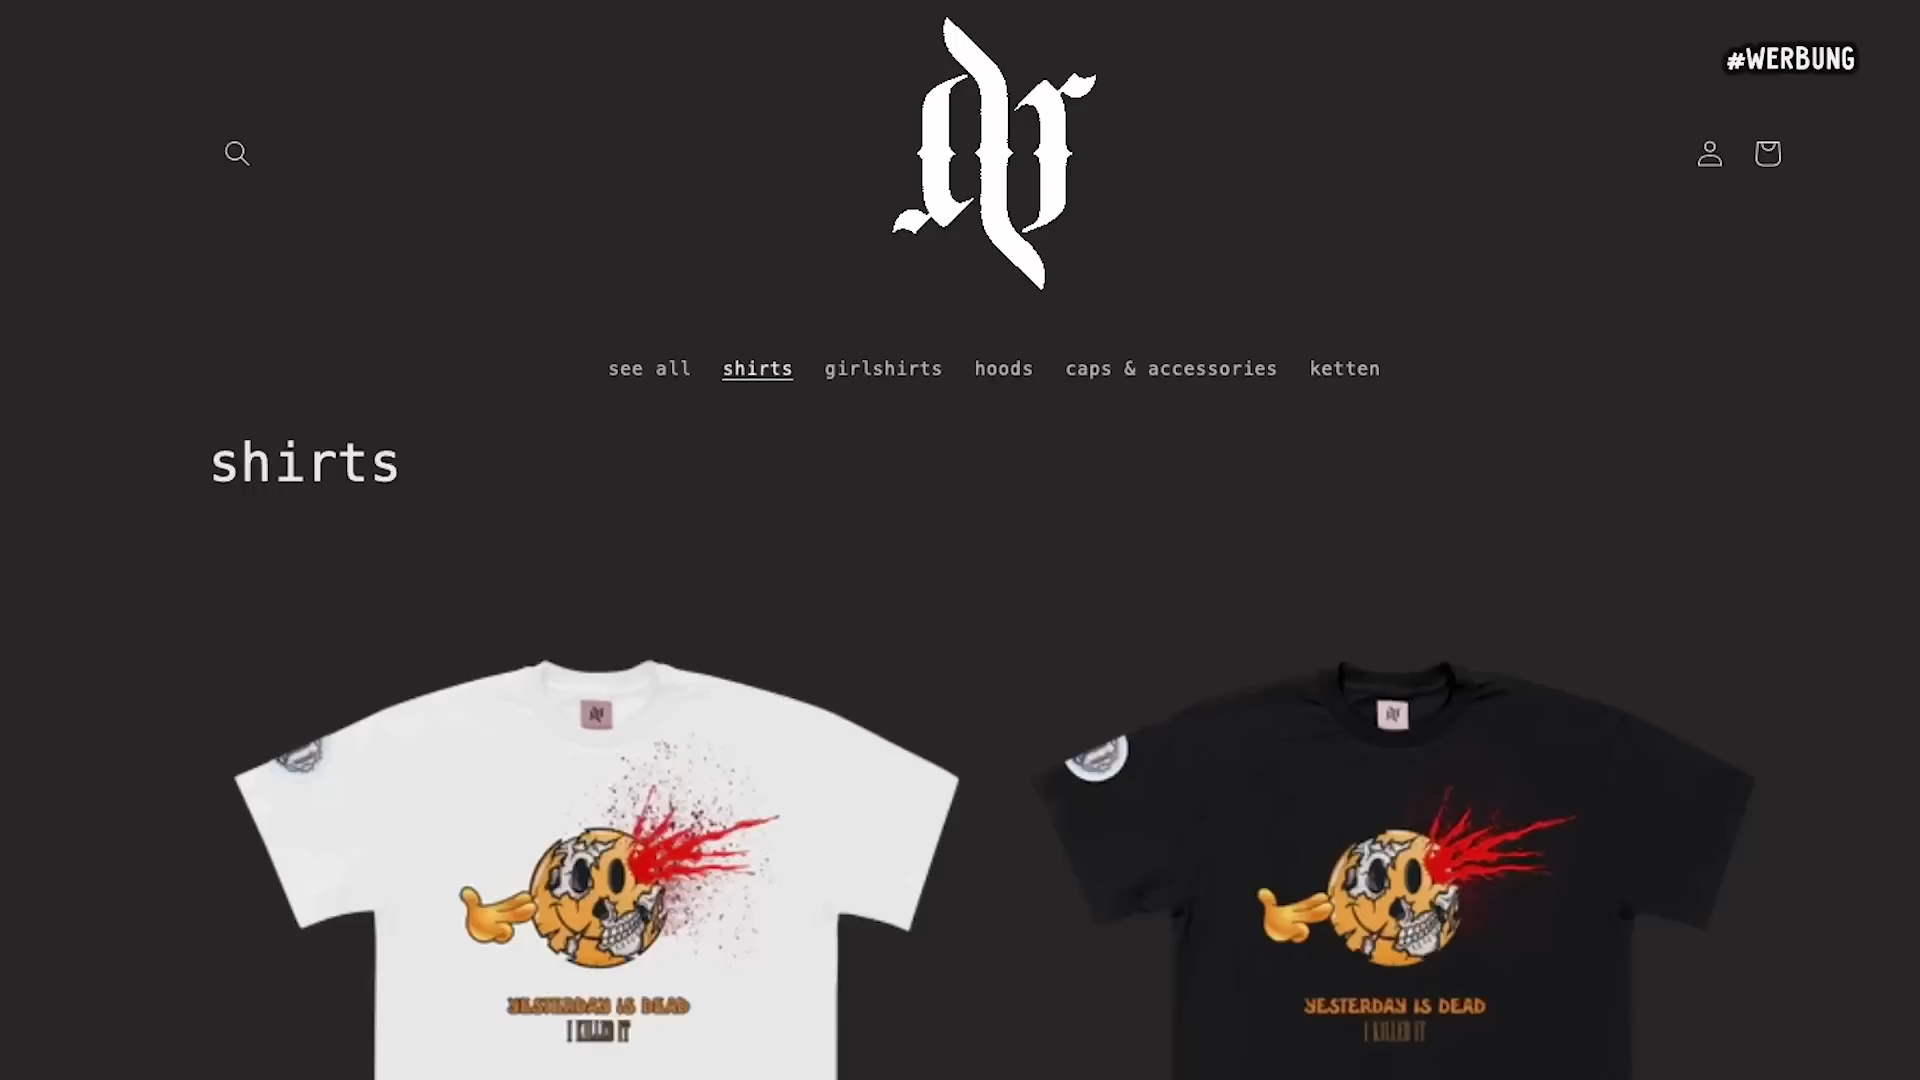 #WERBUNG
see all shirts girlshirts hoods caps & accessories ketten
shirts
YESTERDAY IS DEAD
I KILLED IT
YESTERDAY IS DEAD
I KILLED IT